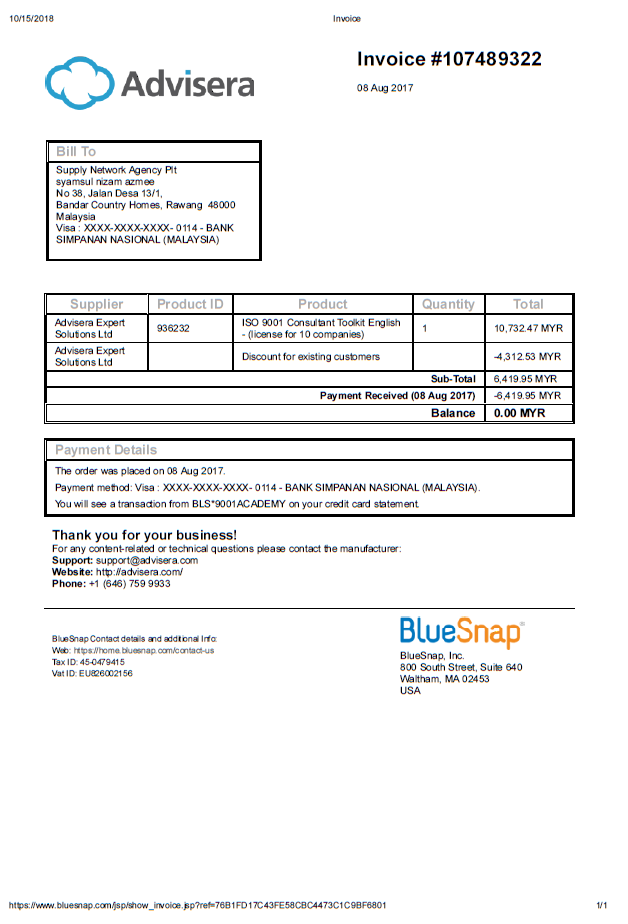 10/15/2018 Invoice
Advisera
Invoice #107489322
08 Aug 2017
Bill To
Supply Network Agency Plt
syamsul nizam azmee
No 38, Jalan Desa 13/1,
Bandar Country Homes, Rawang 48000
Malaysia
Visa : XXXX-XXXX-XXXX- 0114 - BANK
SIMPANAN NASIONAL (MALAYSIA)
Supplier Product ID Product Quantity Total
Advisera Expert Solutions Ltd 936232 ISO 9001 Consultant Toolkit English - (license for 10 companies) 1 10,732.47 MYR
Advisera Expert Solutions Ltd Discount for existing customers -4,312.53 MYR
Sub-Total 6,419.95 MYR
Payment Received (08 Aug 2017) -6,419.95 MYR
Balance 0.00 MYR
Payment Details
The order was placed on 08 Aug 2017.
Payment method: Visa : XXXX-XXXX-XXXX- 0114 - BANK SIMPANAN NASIONAL (MALAYSIA).
You will see a transaction from BLS*9001ACADEMY on your credit card statement.
Thank you for your business!
For any content-related or technical questions please contact the manufacturer:
Support: support@advisera.com
Website: http://advisera.com/
Phone: +1 (646) 759 9933
BlueSnap Contact details and additional Info:
Web: https://home.bluesnap.com/contact-us
Tax ID: 45-0479415
Vat ID: EU826002156
BlueSnap
BlueSnap, Inc.
800 South Street, Suite 640
Waltham, MA 02453
USA
https://www.bluesnap.com/jsp/show_invoice.jsp?ref=76B1FD17C43FE58CBC4473C1C9BF6801 1/1